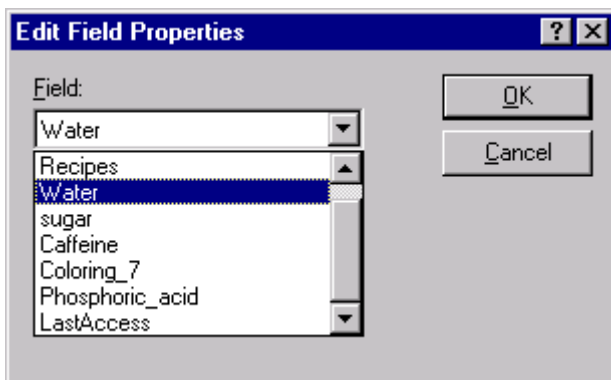 Edit Field Properties
Field:
Water
Recipes
Water
sugar
Caffeine
Coloring_7
Phosphoric_acid
LastAccess
OK
Cancel